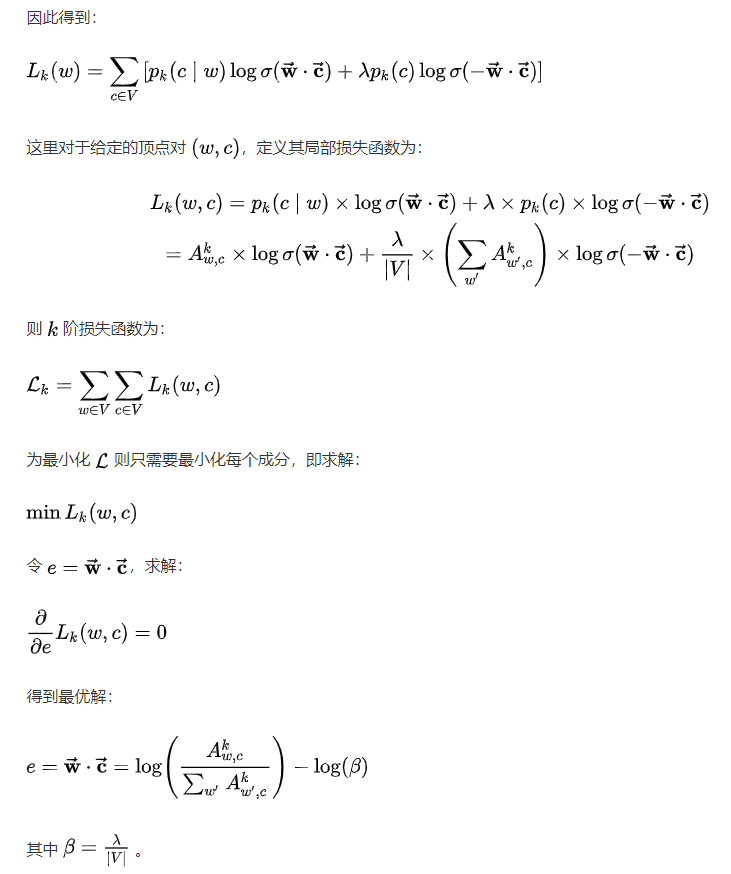 因此得到：
$L_k(w) = \sum_{c \in V} [p_k(c \mid w) \log \sigma(\vec{\mathbf{w}} \cdot \vec{\mathbf{c}}) + \lambda p_k(c) \log \sigma(-\vec{\mathbf{w}} \cdot \vec{\mathbf{c}})]$
这里对于给定的顶点对 $(w, c)$，定义其局部损失函数为：
$L_k(w, c) = p_k(c \mid w) \times \log \sigma(\vec{\mathbf{w}} \cdot \vec{\mathbf{c}}) + \lambda \times p_k(c) \times \log \sigma(-\vec{\mathbf{w}} \cdot \vec{\mathbf{c}})$
$= A_{w,c}^k \times \log \sigma(\vec{\mathbf{w}} \cdot \vec{\mathbf{c}}) + \frac{\lambda}{|V|} \times \left( \sum_{w'} A_{w',c}^k \right) \times \log \sigma(-\vec{\mathbf{w}} \cdot \vec{\mathbf{c}})$
则 $k$ 阶损失函数为：
$\mathcal{L}_k = \sum_{w \in V} \sum_{c \in V} L_k(w, c)$
为最小化 $\mathcal{L}$ 则只需要最小化每个成分，即求解：
$\min L_k(w, c)$
令 $e = \vec{\mathbf{w}} \cdot \vec{\mathbf{c}}$，求解：
$\frac{\partial}{\partial e} L_k(w, c) = 0$
得到最优解：
$e = \vec{\mathbf{w}} \cdot \vec{\mathbf{c}} = \log \left( \frac{A_{w,c}^k}{\sum_{w'} A_{w',c}^k} \right) - \log(\beta)$
其中 $\beta = \frac{\lambda}{|V|}$ 。